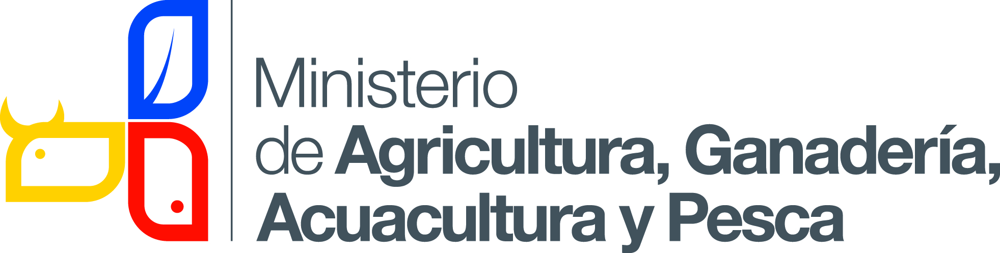 Ministerio
de Agricultura, Ganadería,
Acuacultura y Pesca